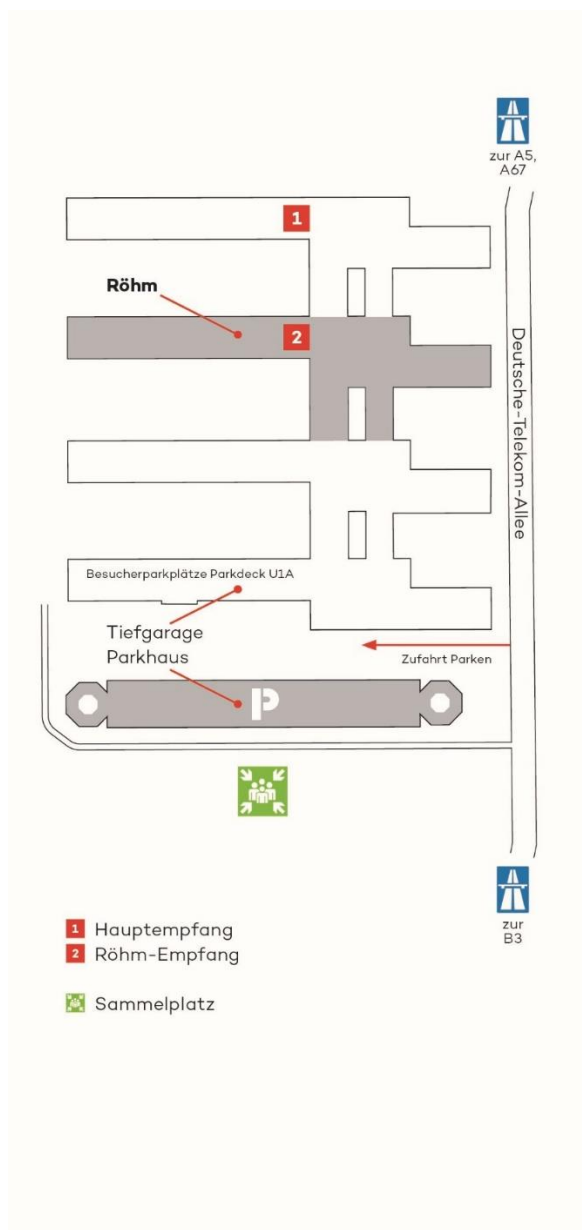 zur A5,
A67
1
Röhm
2
Deutsche-Telekom-Allee
Besucherparkplätze Parkdeck U1A
Tiefgarage
Parkhaus
Zufahrt Parken
P
1 Hauptempfang
2 Röhm-Empfang
zur
B3
Sammelplatz